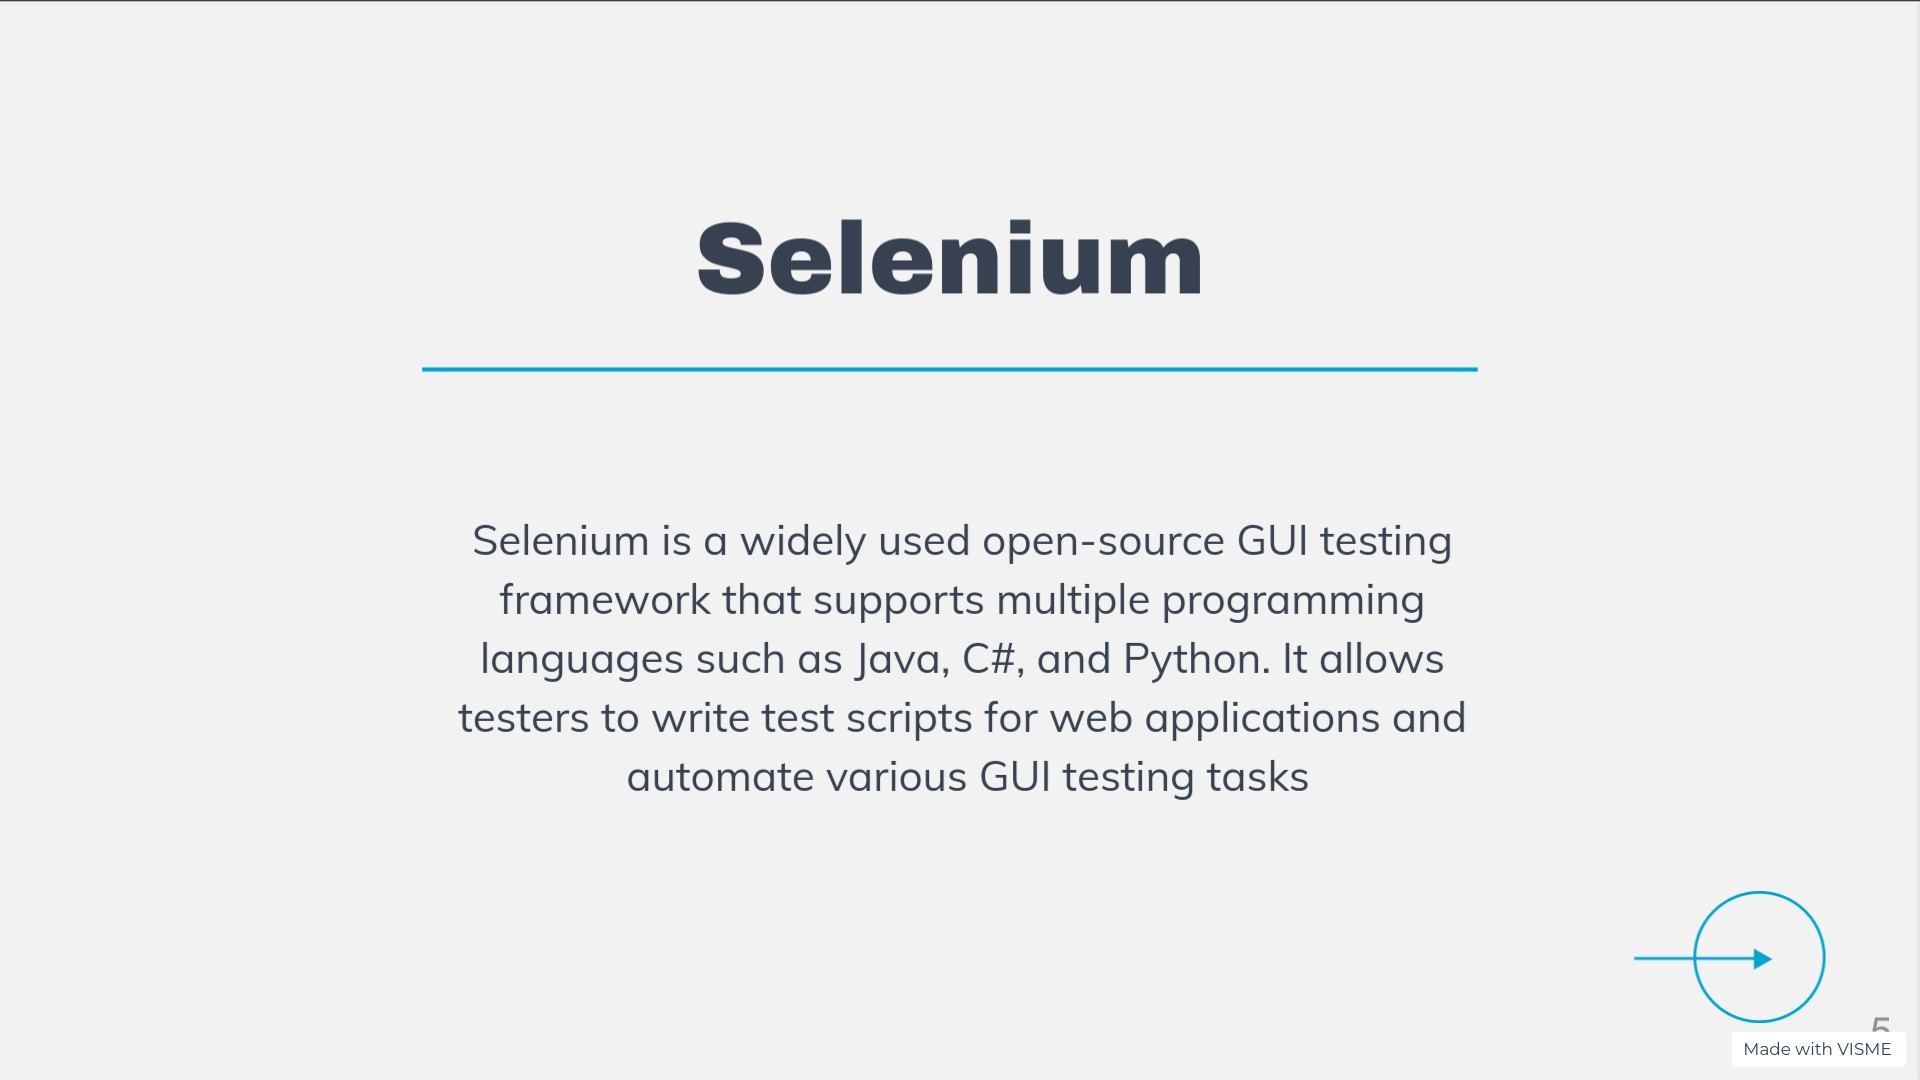 Selenium
Selenium is a widely used open-source GUI testing
framework that supports multiple programming
languages such as Java, C#, and Python. It allows
testers to write test scripts for web applications and
automate various GUI testing tasks
5
Made with VISME